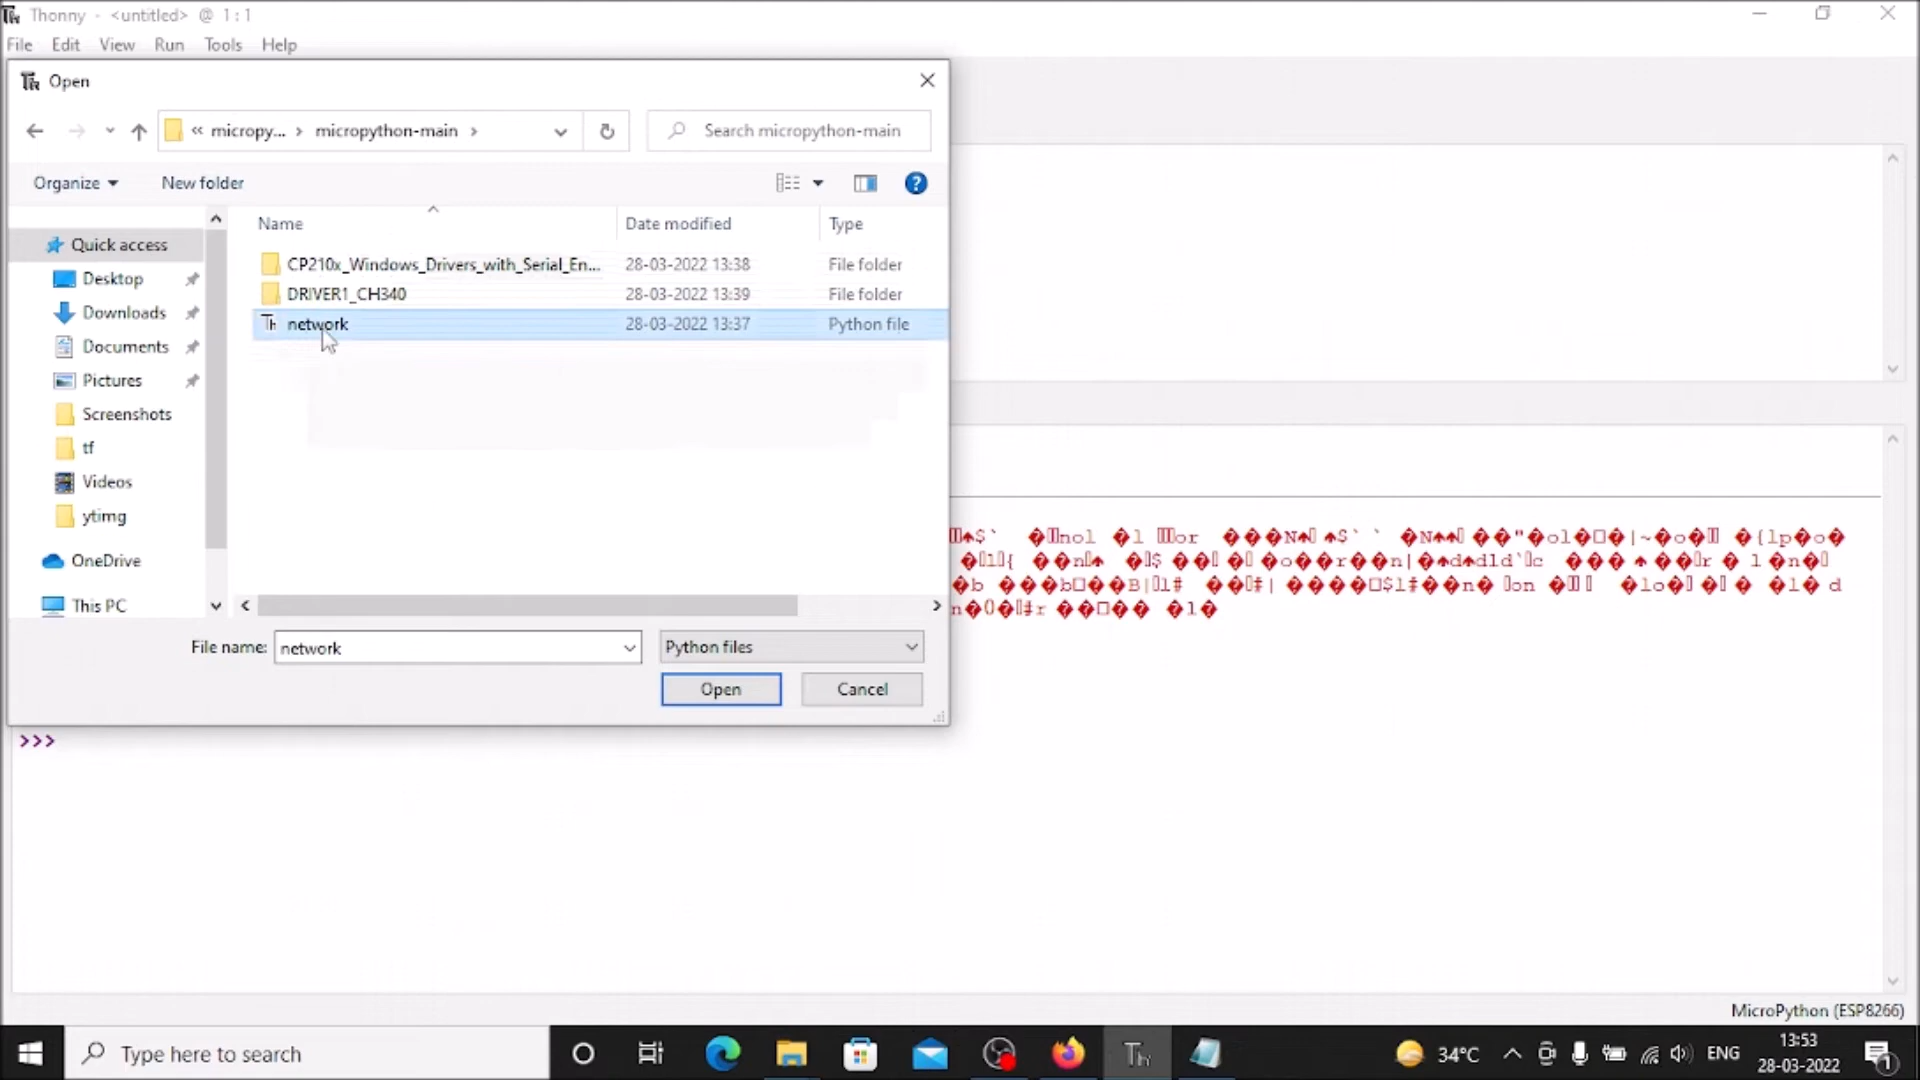 Thonny - <untitled> @ 1:1
File Edit View Run Tools Help
Open
« micropy... › micropython-main ›
Search micropython-main
Organize New folder
Name Date modified Type
Quick access
Desktop
Downloads
Documents
Pictures
Screenshots
tf
Videos
ytimg
OneDrive
This PC
CP210x_Windows_Drivers_with_Serial_En... 28-03-2022 13:38 File folder
DRIVER1_CH340 28-03-2022 13:39 File folder
network 28-03-2022 13:37 Python file
File name: network Python files
Open Cancel
>>>
MicroPython (ESP8266)
Type here to search
34°C
ENG
13:53
28-03-2022
1